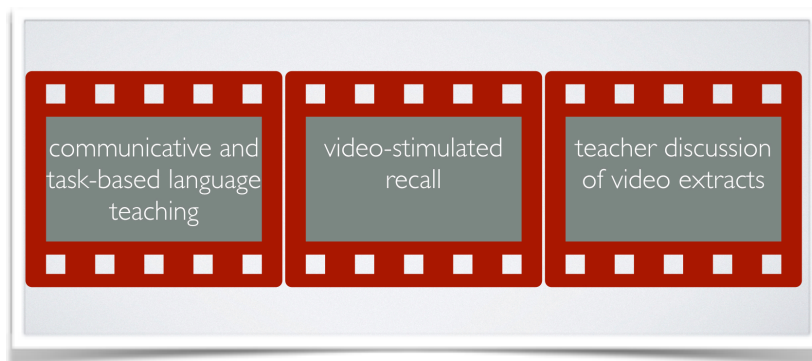 communicative and
task-based language
teaching
video-stimulated
recall
teacher discussion
of video extracts